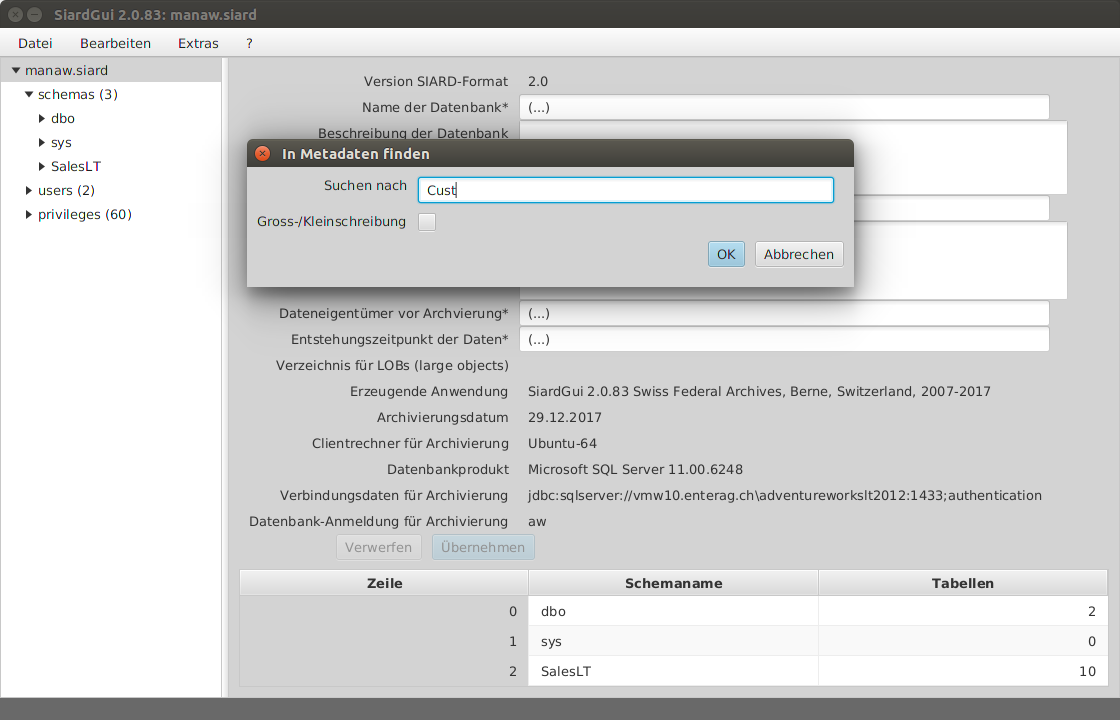 SiardGui 2.0.83: manaw.siard
Datei Bearbeiten Extras ?
manaw.siard
schemas (3)
dbo
sys
SalesLT
users (2)
privileges (60)
Version SIARD-Format 2.0
Name der Datenbank* (...)
Beschreibung der Datenbank
In Metadaten finden
Suchen nach Cust
Gross-/Kleinschreibung
OK Abbrechen
Dateneigentümer vor Archvierung* (...)
Entstehungszeitpunkt der Daten* (...)
Verzeichnis für LOBs (large objects)
Erzeugende Anwendung SiardGui 2.0.83 Swiss Federal Archives, Berne, Switzerland, 2007-2017
Archivierungsdatum 29.12.2017
Clientrechner für Archivierung Ubuntu-64
Datenbankprodukt Microsoft SQL Server 11.00.6248
Verbindungsdaten für Archivierung jdbc:sqlserver://vmw10.enterag.ch\adventureworkslt2012:1433;authentication
Datenbank-Anmeldung für Archivierung aw
Verwerfen Übernehmen
Zeile Schemaname Tabellen
0 dbo 2
1 sys 0
2 SalesLT 10